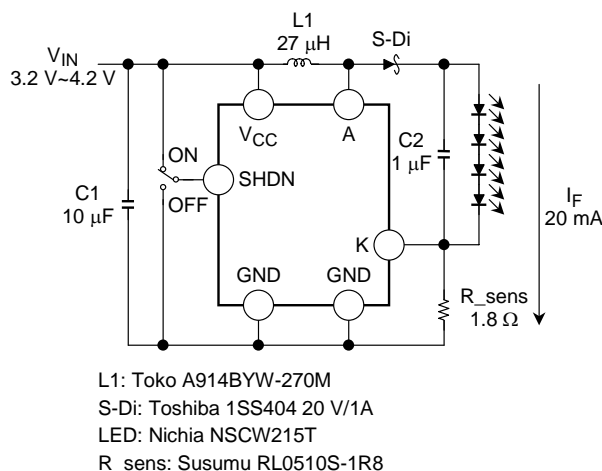 L1
27 μH
S-Di
VIN
3.2 V~4.2 V
VCC
A
C2
1 μF
ON
SHDN
OFF
C1
10 μF
IF
20 mA
K
GND
GND
R_sens
1.8 Ω
L1: Toko A914BYW-270M
S-Di: Toshiba 1SS404 20 V/1A
LED: Nichia NSCW215T
R_sens: Susumu RL0510S-1R8